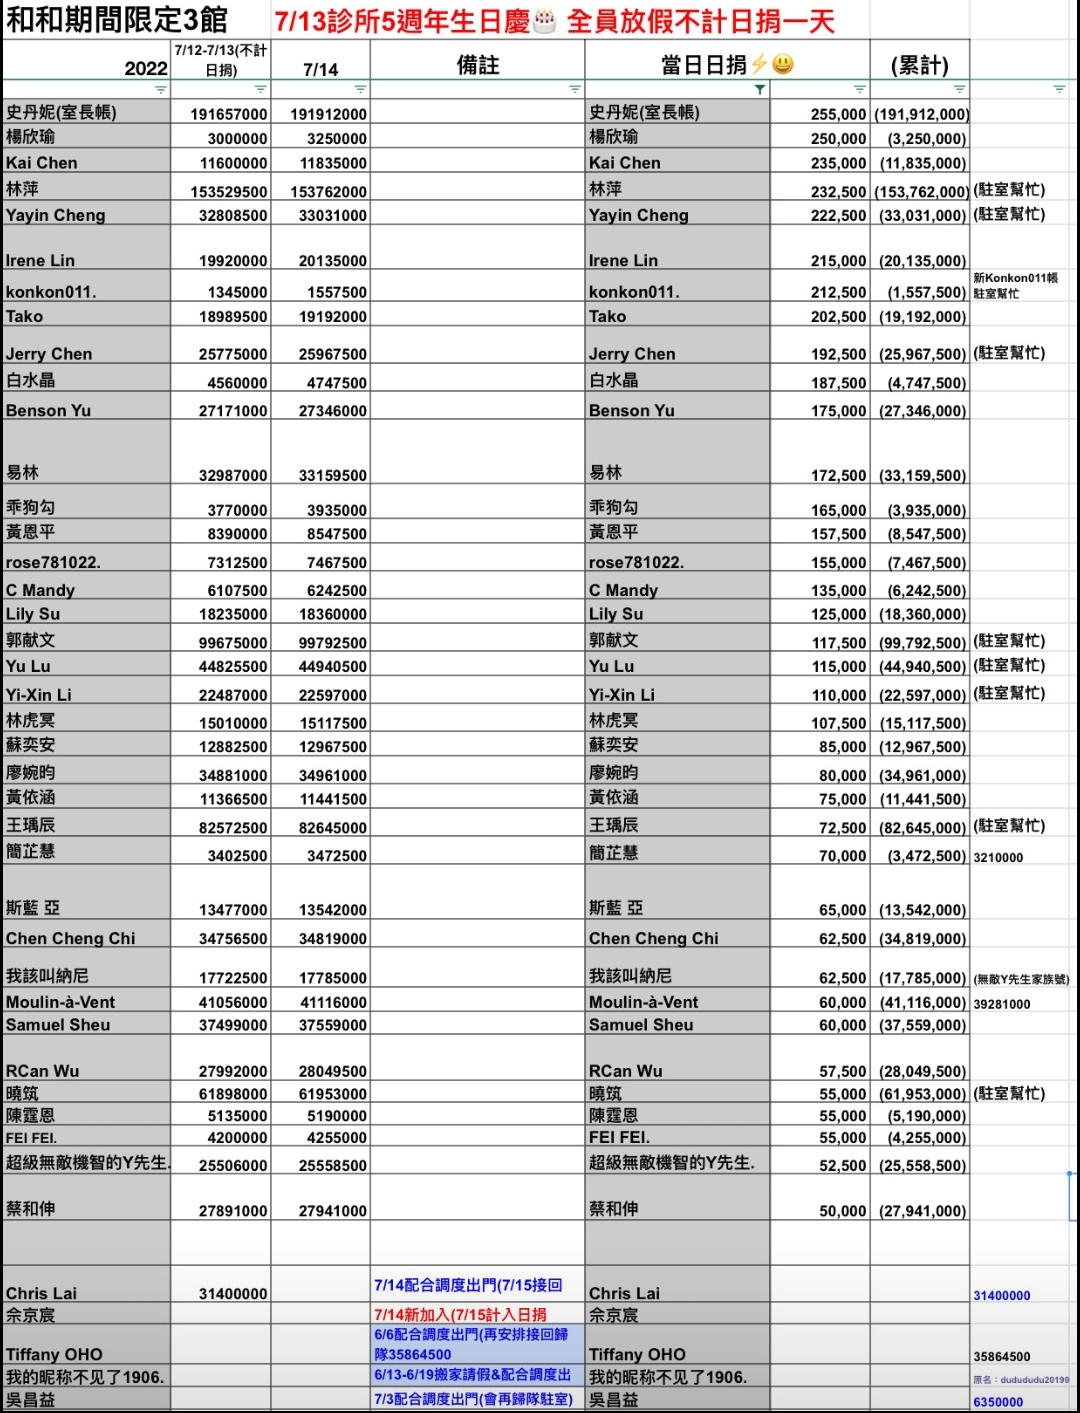 和和期間限定3館 7/13診所5週年生日慶🎂 全員放假不計日捐一天
2022 7/12-7/13(不計日捐) 7/14 備註 當日日捐⚡😃 (累計)
史丹妮(室長帳) 191657000 191912000 史丹妮(室長帳) 255,000 (191,912,000)
楊欣瑜 3000000 3250000 楊欣瑜 250,000 (3,250,000)
Kai Chen 11600000 11835000 Kai Chen 235,000 (11,835,000)
林萍 153529500 153762000 林萍 232,500 (153,762,000) (駐室幫忙)
Yayin Cheng 32808500 33031000 Yayin Cheng 222,500 (33,031,000) (駐室幫忙)
Irene Lin 19920000 20135000 Irene Lin 215,000 (20,135,000)
konkon011. 1345000 1557500 konkon011. 212,500 (1,557,500) 新Konkon011帳 駐室幫忙
Tako 18989500 19192000 Tako 202,500 (19,192,000)
Jerry Chen 25775000 25967500 Jerry Chen 192,500 (25,967,500) (駐室幫忙)
白水晶 4560000 4747500 白水晶 187,500 (4,747,500)
Benson Yu 27171000 27346000 Benson Yu 175,000 (27,346,000)
易林 32987000 33159500 易林 172,500 (33,159,500)
乖狗勾 3770000 3935000 乖狗勾 165,000 (3,935,000)
黃恩平 8390000 8547500 黃恩平 157,500 (8,547,500)
rose781022. 7312500 7467500 rose781022. 155,000 (7,467,500)
C Mandy 6107500 6242500 C Mandy 135,000 (6,242,500)
Lily Su 18235000 18360000 Lily Su 125,000 (18,360,000)
郭献文 99675000 99792500 郭献文 117,500 (99,792,500) (駐室幫忙)
Yu Lu 44825500 44940500 Yu Lu 115,000 (44,940,500) (駐室幫忙)
Yi-Xin Li 22487000 22597000 Yi-Xin Li 110,000 (22,597,000) (駐室幫忙)
林虎冥 15010000 15117500 林虎冥 107,500 (15,117,500)
蘇奕安 12882500 12967500 蘇奕安 85,000 (12,967,500)
廖婉昀 34881000 34961000 廖婉昀 80,000 (34,961,000)
黃依涵 11366500 11441500 黃依涵 75,000 (11,441,500)
王瑀辰 82572500 82645000 王瑀辰 72,500 (82,645,000) (駐室幫忙)
簡芷慧 3402500 3472500 簡芷慧 70,000 (3,472,500) 3210000
斯藍 亞 13477000 13542000 斯藍 亞 65,000 (13,542,000)
Chen Cheng Chi 34756500 34819000 Chen Cheng Chi 62,500 (34,819,000)
我該叫納尼 17722500 17785000 我該叫納尼 62,500 (17,785,000) (無敵Y先生家族號)
Moulin-à-Vent 41056000 41116000 Moulin-à-Vent 60,000 (41,116,000) 39281000
Samuel Sheu 37499000 37559000 Samuel Sheu 60,000 (37,559,000)
RCan Wu 27992000 28049500 RCan Wu 57,500 (28,049,500)
曉筑 61898000 61953000 曉筑 55,000 (61,953,000) (駐室幫忙)
陳霆恩 5135000 5190000 陳霆恩 55,000 (5,190,000)
FEI FEI. 4200000 4255000 FEI FEI. 55,000 (4,255,000)
超級無敵機智的Y先生. 25506000 25558500 超級無敵機智的Y先生. 52,500 (25,558,500)
蔡和伸 27891000 27941000 蔡和伸 50,000 (27,941,000)
Chris Lai 31400000 7/14配合調度出門(7/15接回 Chris Lai 31400000
佘京宸 7/14新加入(7/15計入日捐 佘京宸
Tiffany OHO 6/6配合調度出門(再安排接回歸隊35864500 Tiffany OHO 35864500
我的昵称不见了1906. 6/13-6/19搬家請假&配合調度出 我的昵称不见了1906. 原名：dudududu20190
吳昌益 7/3配合調度出門(會再歸隊駐室) 吳昌益 6350000